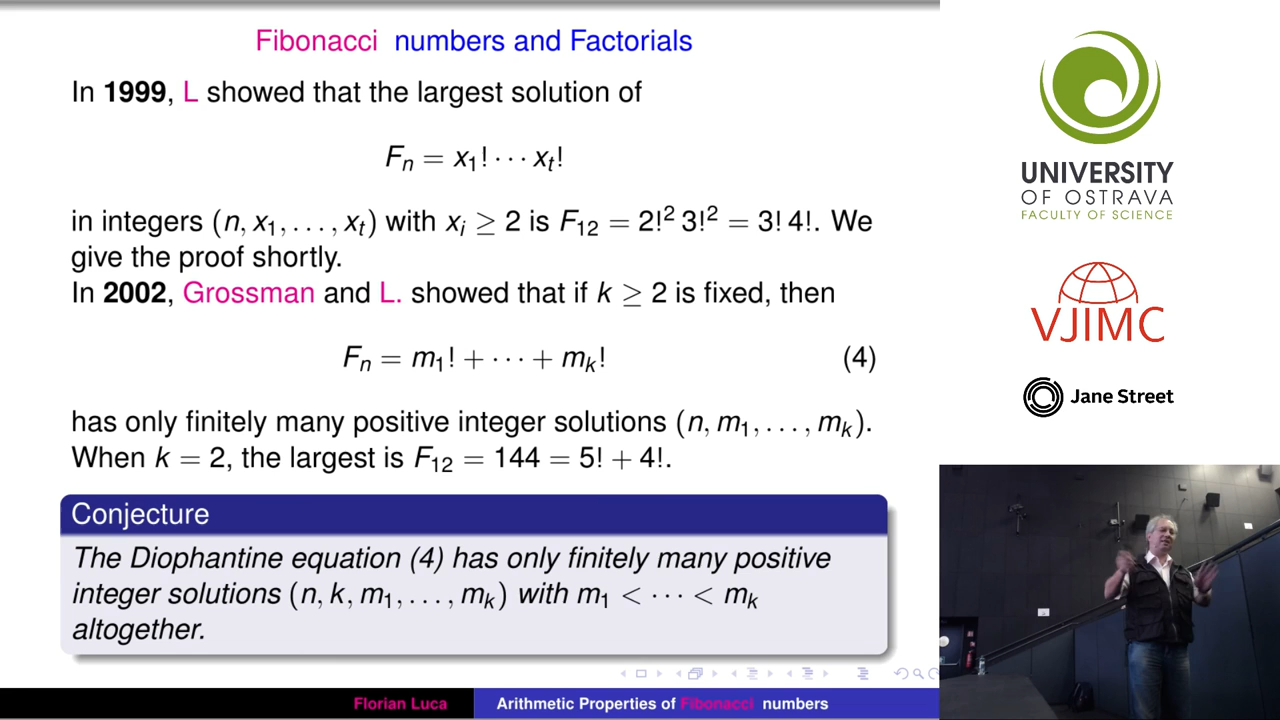 Fibonacci numbers and Factorials
In 1999, L showed that the largest solution of
Fₙ = x₁! ⋯ xₜ!
in integers (n, x₁, . . . , xₜ) with xᵢ ≥ 2 is F₁₂ = 2!² 3!² = 3! 4!. We
give the proof shortly.
In 2002, Grossman and L. showed that if k ≥ 2 is fixed, then
Fₙ = m₁! + ⋯ + mₖ! (4)
has only finitely many positive integer solutions (n, m₁, . . . , mₖ).
When k = 2, the largest is F₁₂ = 144 = 5! + 4!.
Conjecture
The Diophantine equation (4) has only finitely many positive
integer solutions (n, k, m₁, . . . , mₖ) with m₁ < ⋯ < mₖ
altogether.
Florian Luca
Arithmetic Properties of Fibonacci numbers
UNIVERSITY
OF OSTRAVA
FACULTY OF SCIENCE
VJIMC
Jane Street